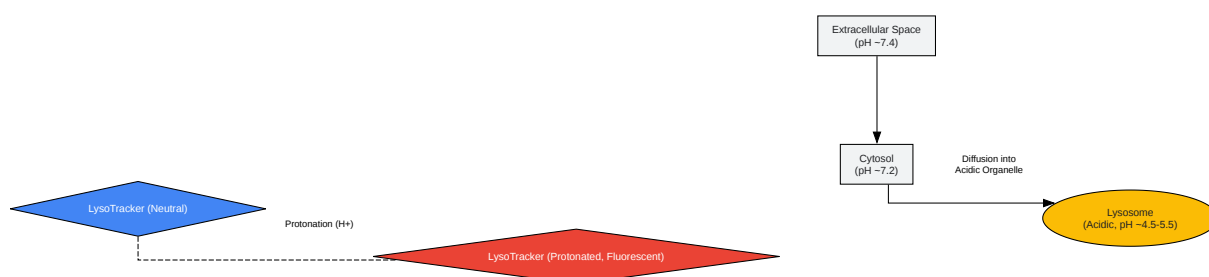 Extracellular Space
(pH ~7.4)
Cytosol
(pH ~7.2)
Diffusion into
Acidic Organelle
LysoTracker (Neutral)
Protonation (H+)
Lysosome
(Acidic, pH ~4.5-5.5)
LysoTracker (Protonated, Fluorescent)